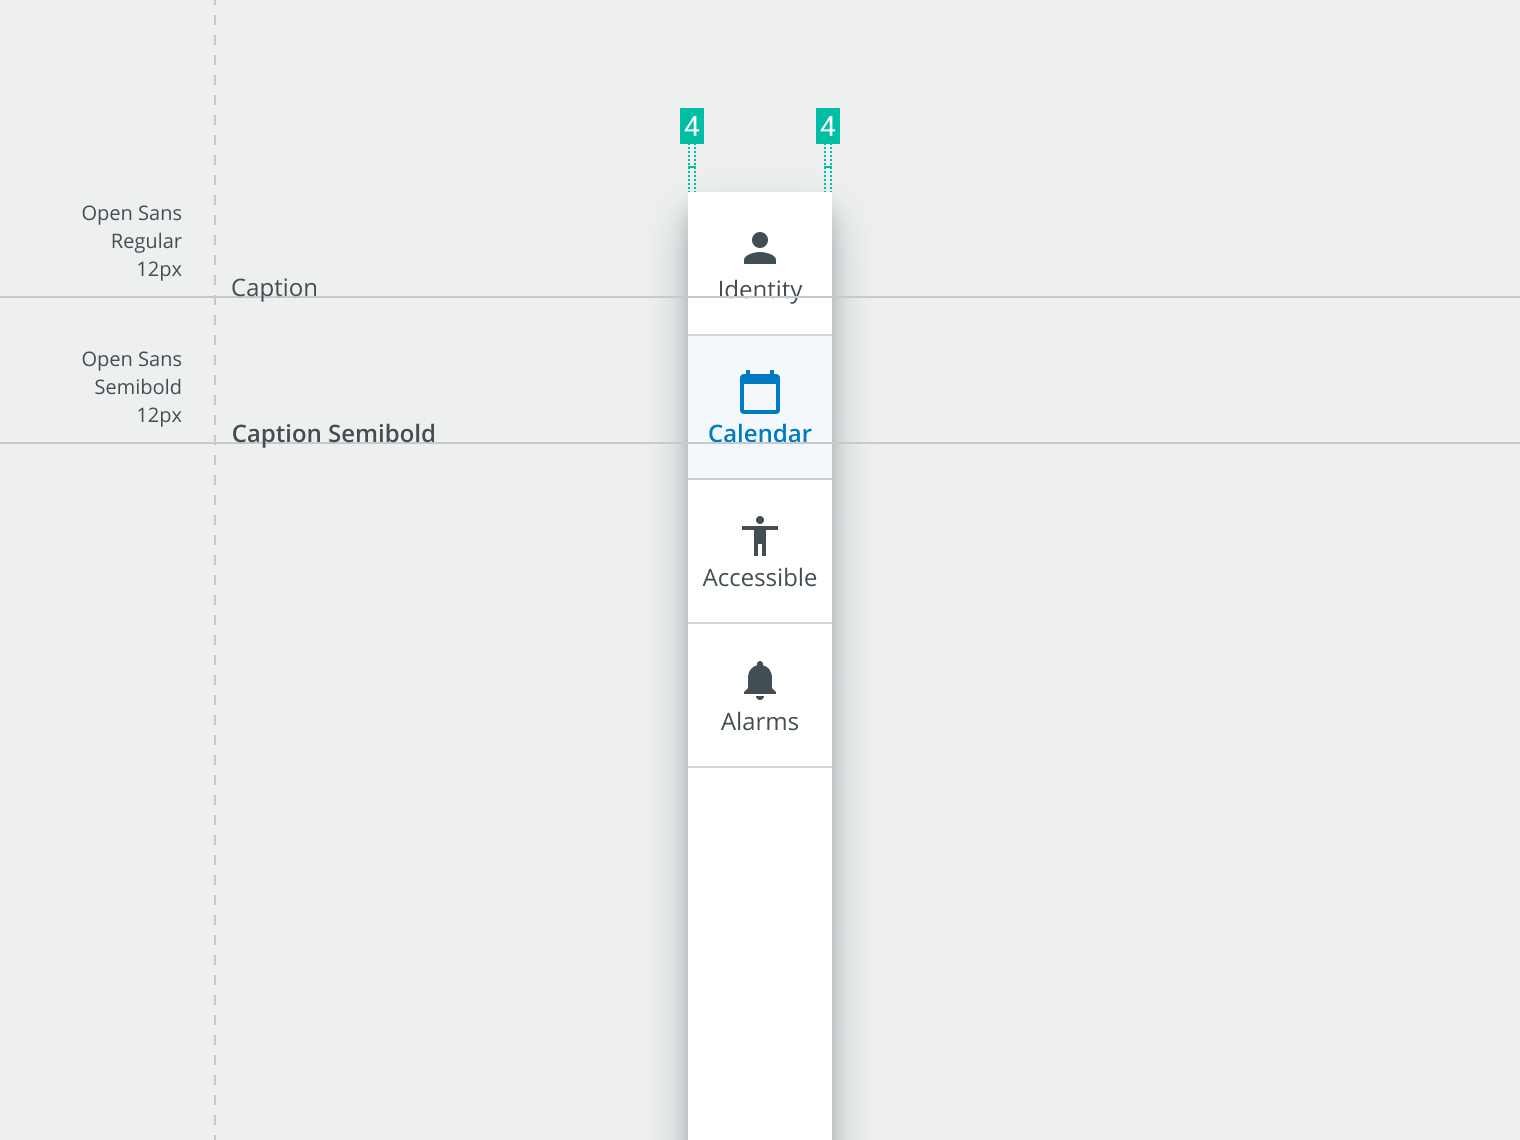 4 4
Open Sans
Regular
12px
Caption
Identity
Open Sans
Semibold
12px
Caption Semibold
Calendar
Accessible
Alarms